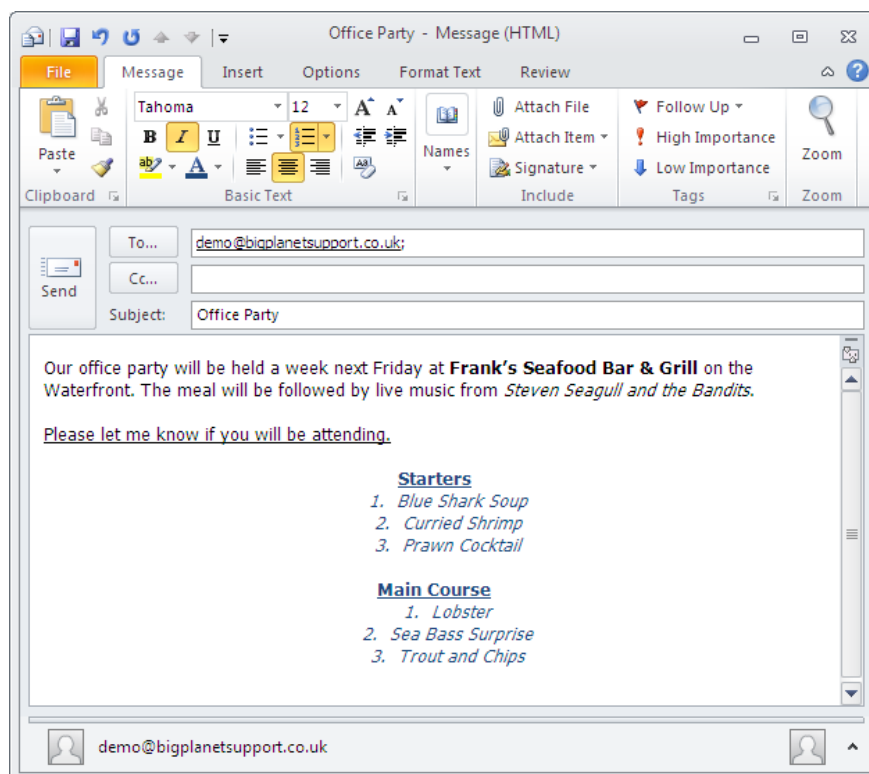 Office Party - Message (HTML)
File Message Insert Options Format Text Review
Paste
Clipboard
Tahoma 12
B I U
Basic Text
Names
Attach File
Attach Item
Signature
Include
Follow Up
High Importance
Low Importance
Tags
Zoom
Zoom
Send
To... demo@bigplanetsupport.co.uk;
Cc...
Subject: Office Party
Our office party will be held a week next Friday at Frank's Seafood Bar & Grill on the
Waterfront. The meal will be followed by live music from Steven Seagull and the Bandits.
Please let me know if you will be attending.
Starters
1. Blue Shark Soup
2. Curried Shrimp
3. Prawn Cocktail
Main Course
1. Lobster
2. Sea Bass Surprise
3. Trout and Chips
demo@bigplanetsupport.co.uk